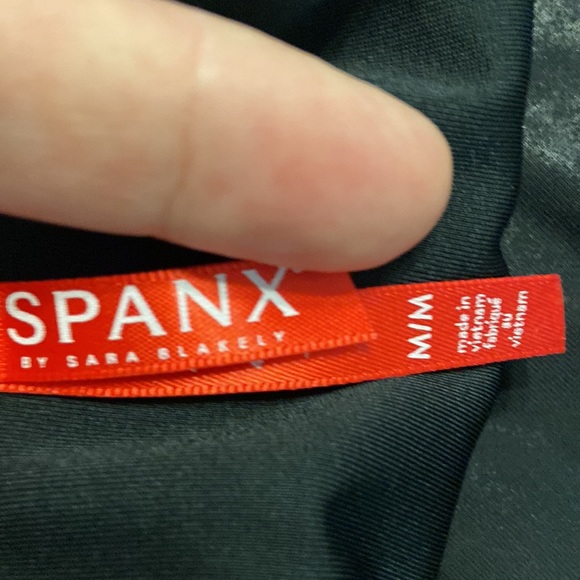 SPANX
BY SARA BLAKELY
M/M
made in
vietnam
fabriqué
au
vietnam